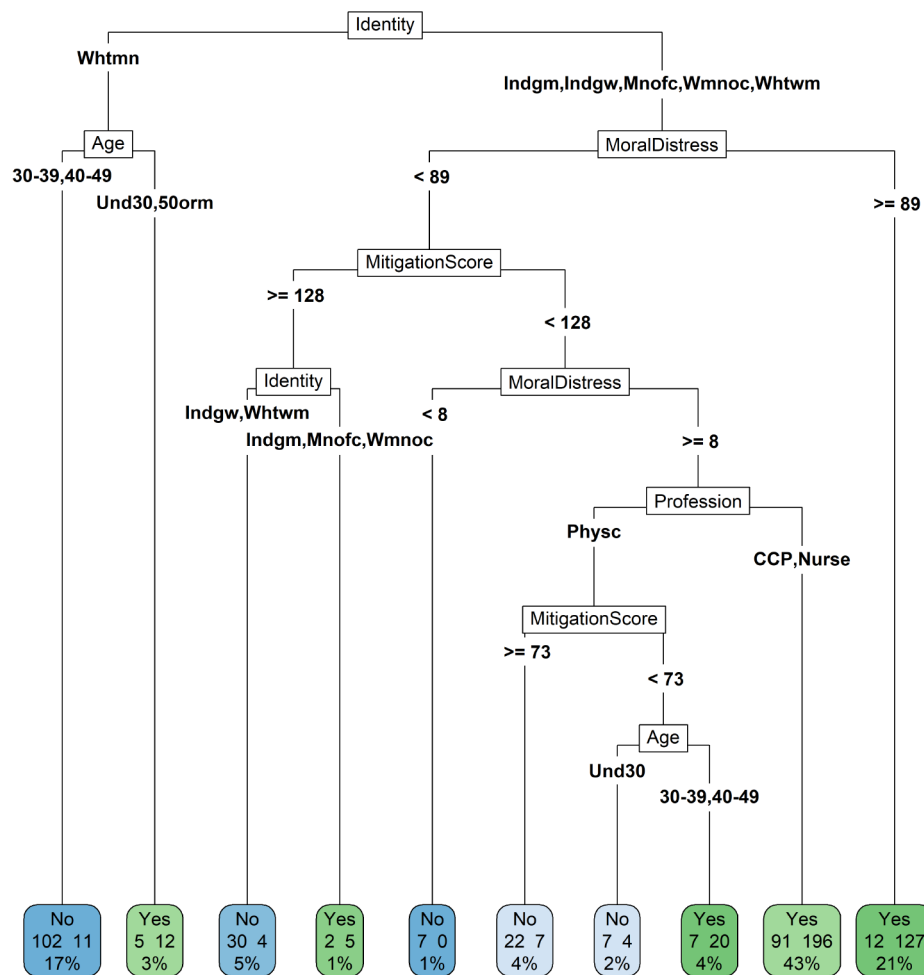 Identity
Whtmn
Indgm,Indgw,Mnofc,Wmnoc,Whtwm
Age
MoralDistress
30-39,40-49
< 89
Und30,50orm
>= 89
MitigationScore
>= 128
< 128
Identity
MoralDistress
Indgw,Whtwm
< 8
Indgm,Mnofc,Wmnoc
>= 8
Profession
Physc
CCP,Nurse
MitigationScore
>= 73
< 73
Age
Und30
30-39,40-49
No
102 11
17%
Yes
5 12
3%
No
30 4
5%
Yes
2 5
1%
No
7 0
1%
No
22 7
4%
No
7 4
2%
Yes
7 20
4%
Yes
91 196
43%
Yes
12 127
21%